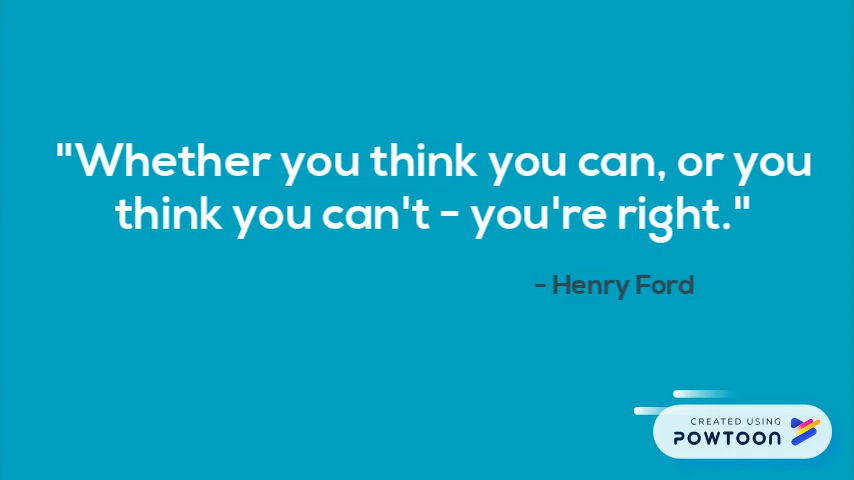 "Whether you think you can, or you
think you can't - you're right."
- Henry Ford
CREATED USING
POWTOON